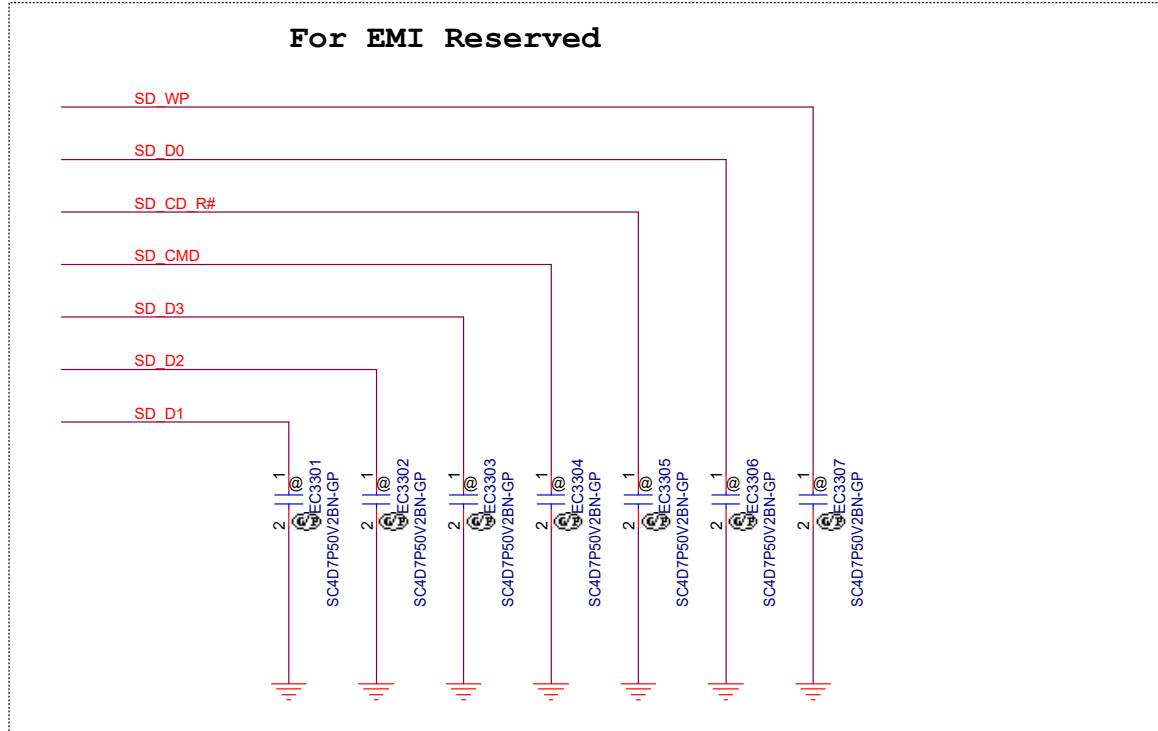 For EMI Reserved
SD_WP
SD_D0
SD_CD_R#
SD_CMD
SD_D3
SD_D2
SD_D1
1
@
2
G/P
EC3301
SC4D7P50V2BN-GP
1
@
2
G/P
EC3302
SC4D7P50V2BN-GP
1
@
2
G/P
EC3303
SC4D7P50V2BN-GP
1
@
2
G/P
EC3304
SC4D7P50V2BN-GP
1
@
2
G/P
EC3305
SC4D7P50V2BN-GP
1
@
2
G/P
EC3306
SC4D7P50V2BN-GP
1
@
2
G/P
EC3307
SC4D7P50V2BN-GP